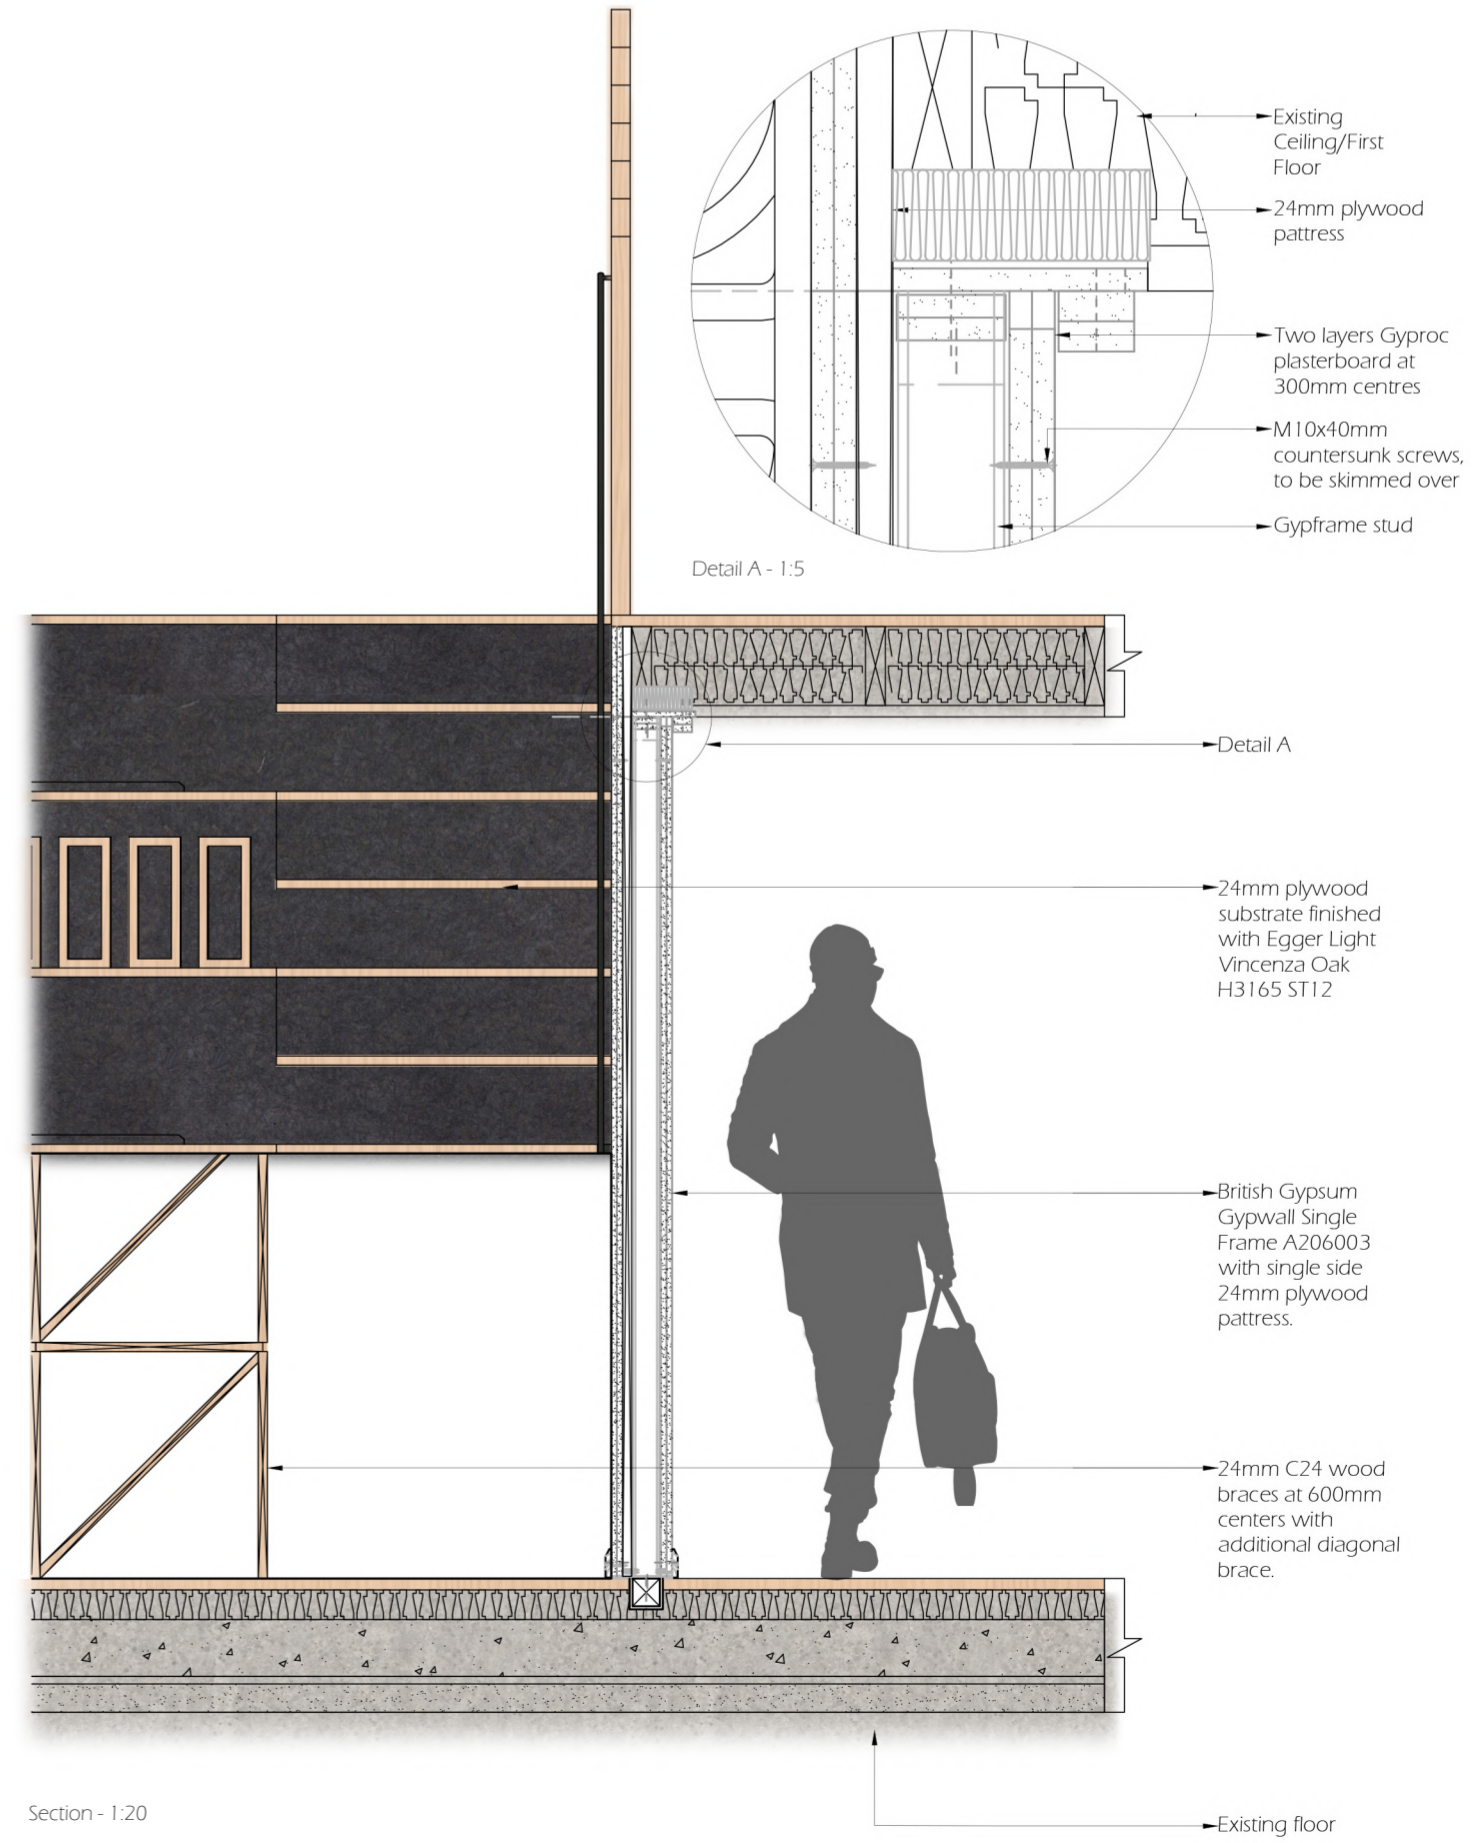 Existing
Ceiling/First
Floor
24mm plywood
pattress
Two layers Gyproc
plasterboard at
300mm centres
M10x40mm
countersunk screws,
to be skimmed over
Gypframe stud
Detail A - 1:5
Detail A
24mm plywood
substrate finished
with Egger Light
Vincenza Oak
H3165 ST12
British Gypsum
Gypwall Single
Frame A206003
with single side
24mm plywood
pattress.
24mm C24 wood
braces at 600mm
centers with
additional diagonal
brace.
Section - 1:20
Existing floor